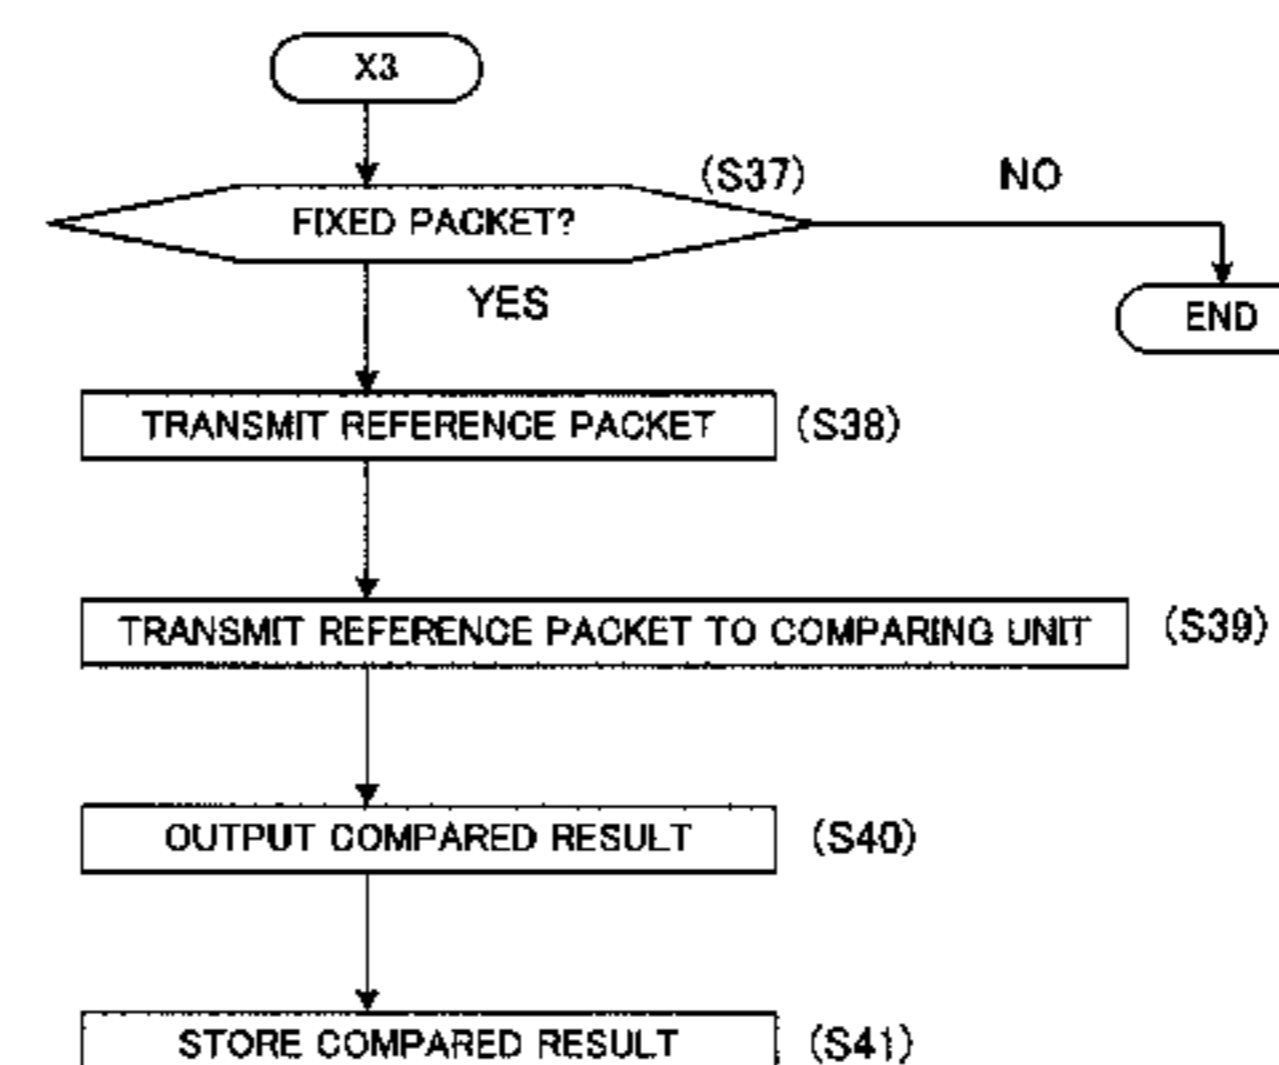 X3
(S37)
NO
FIXED PACKET?
YES
END
TRANSMIT REFERENCE PACKET
(S38)
TRANSMIT REFERENCE PACKET TO COMPARING UNIT
(S39)
OUTPUT COMPARED RESULT
(S40)
STORE COMPARED RESULT
(S41)